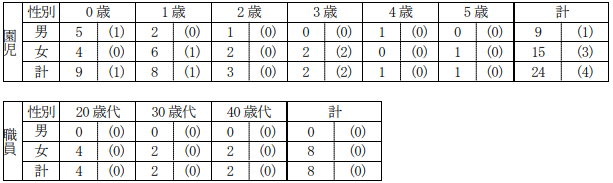 園児 性別 0歳 1歳 2歳 3歳 4歳 5歳 計
男 5 (1) 2 (0) 1 (0) 0 (0) 1 (0) 0 (0) 9 (1)
女 4 (0) 6 (1) 2 (0) 2 (2) 0 (0) 1 (0) 15 (3)
計 9 (1) 8 (1) 3 (0) 2 (2) 1 (0) 1 (0) 24 (4)
職員 性別 20歳代 30歳代 40歳代 計
男 0 (0) 0 (0) 0 (0) 0 (0)
女 4 (0) 2 (0) 2 (0) 8 (0)
計 4 (0) 2 (0) 2 (0) 8 (0)